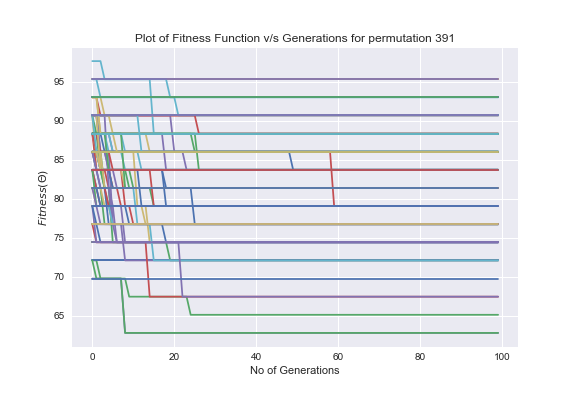 Plot of Fitness Function v/s Generations for permutation 391
95
90
85
80
75
70
65
Fitness(Θ)
0 20 40 60 80 100
No of Generations